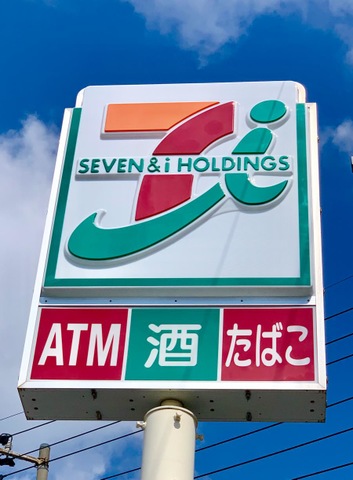 SEVEN & i HOLDINGS
ATM 酒 たばこ